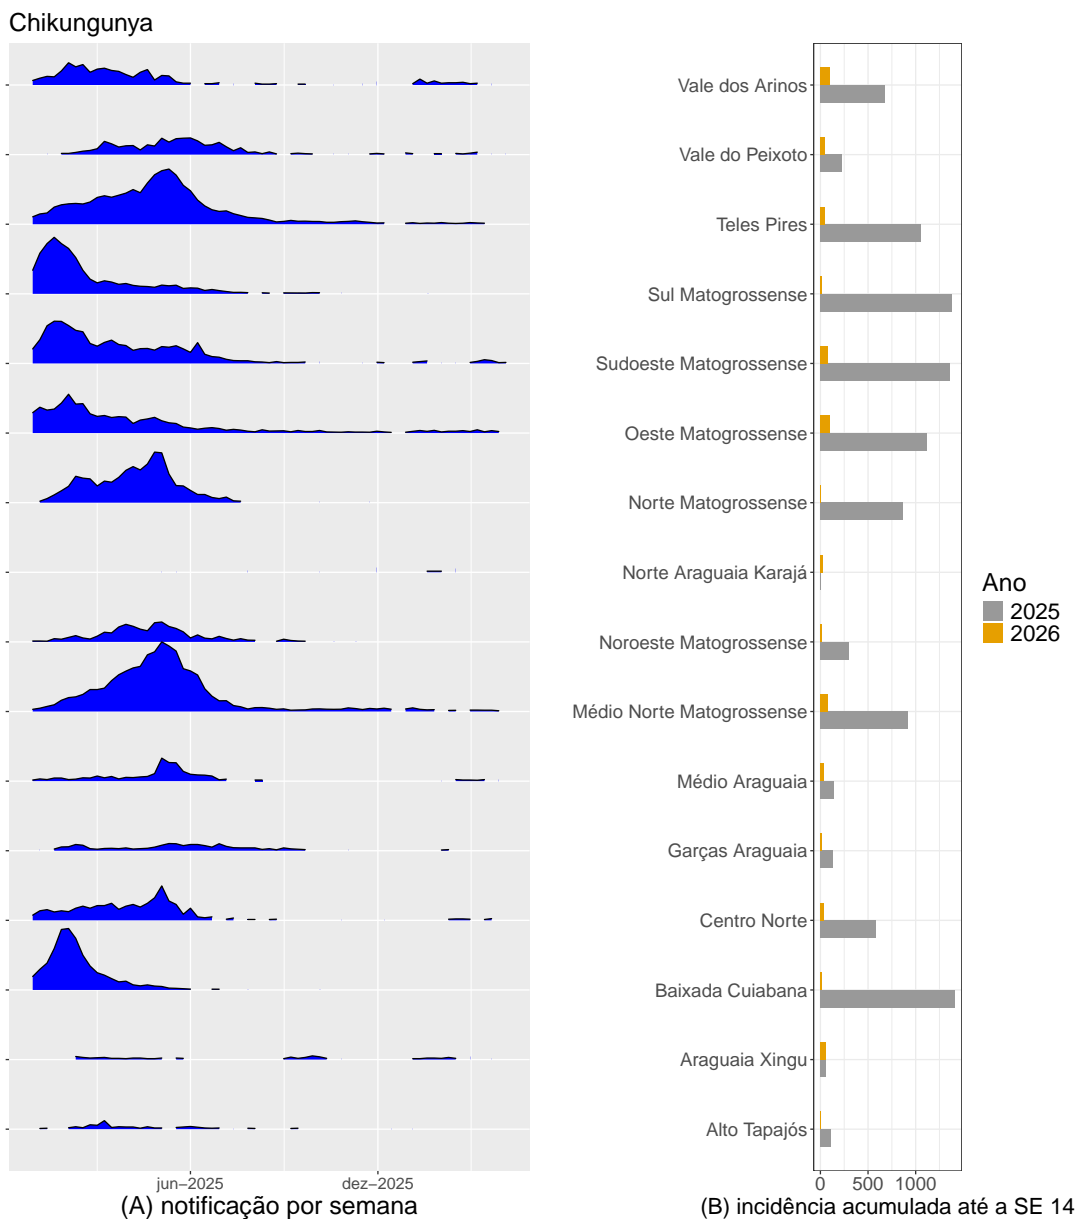 Chikungunya
Vale dos Arinos
Vale do Peixoto
Teles Pires
Sul Matogrossense
Sudoeste Matogrossense
Oeste Matogrossense
Norte Matogrossense
Norte Araguaia Karajá
Noroeste Matogrossense
Médio Norte Matogrossense
Médio Araguaia
Garças Araguaia
Centro Norte
Baixada Cuiabana
Araguaia Xingu
Alto Tapajós
Ano
2025
2026
jun−2025 dez−2025
0 500 1000
(A) notificação por semana
(B) incidência acumulada até a SE 14